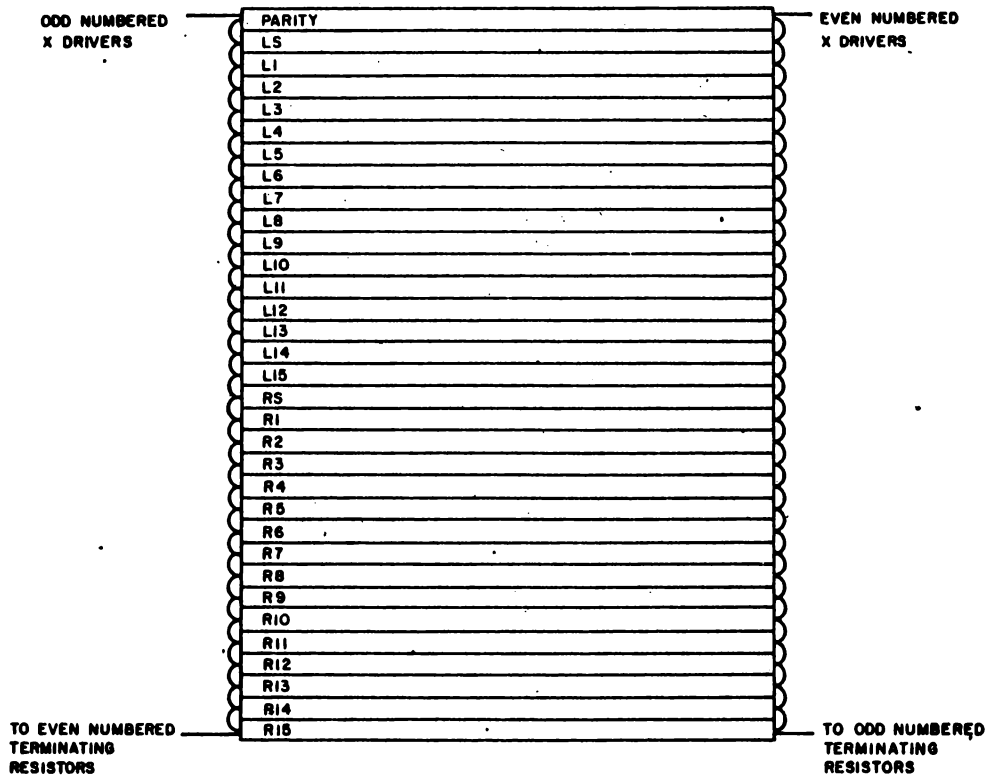 ODD NUMBERED
X DRIVERS
EVEN NUMBERED
X DRIVERS
PARITY
LS
L1
L2
L3
L4
L5
L6
L7
L8
L9
L10
L11
L12
L13
L14
L15
RS
R1
R2
R3
R4
R5
R6
R7
R8
R9
R10
R11
R12
R13
R14
R15
TO EVEN NUMBERED
TERMINATING
RESISTORS
TO ODD NUMBERED
TERMINATING
RESISTORS